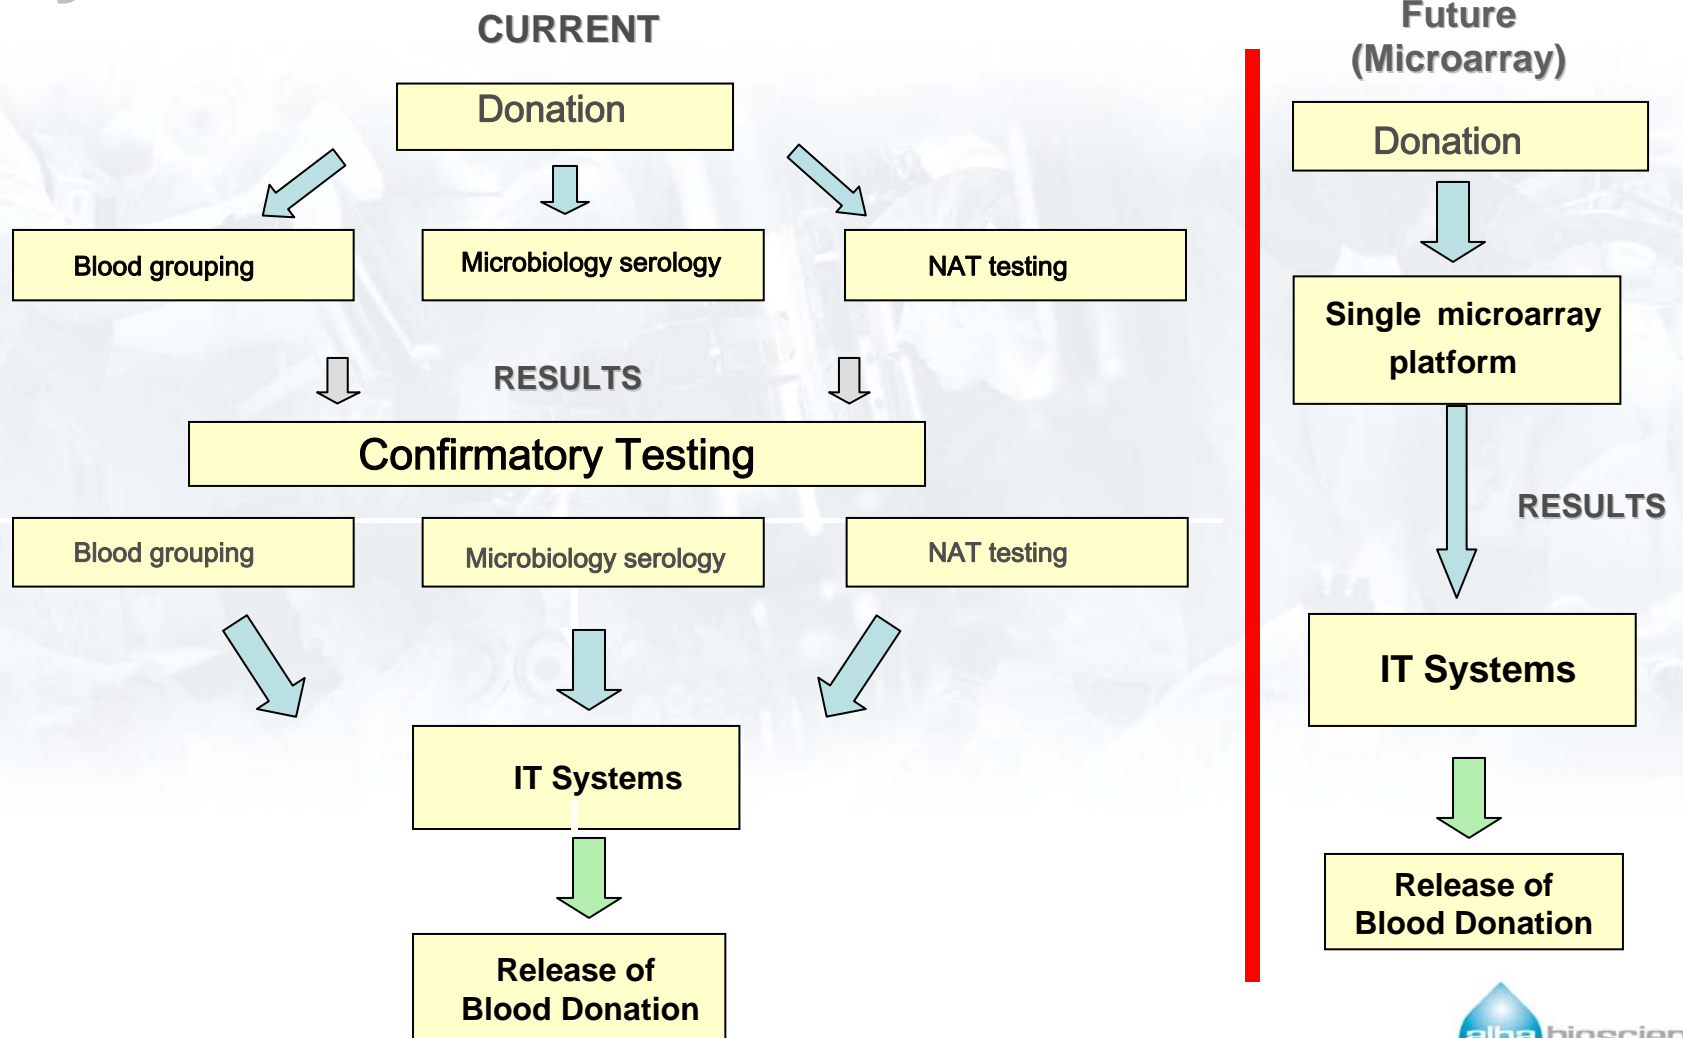 CURRENT
Donation
Blood grouping
Microbiology serology
NAT testing
RESULTS
Confirmatory Testing
Blood grouping
Microbiology serology
NAT testing
IT Systems
Release of
Blood Donation
Future
(Microarray)
Donation
Single microarray
platform
RESULTS
IT Systems
Release of
Blood Donation
alba